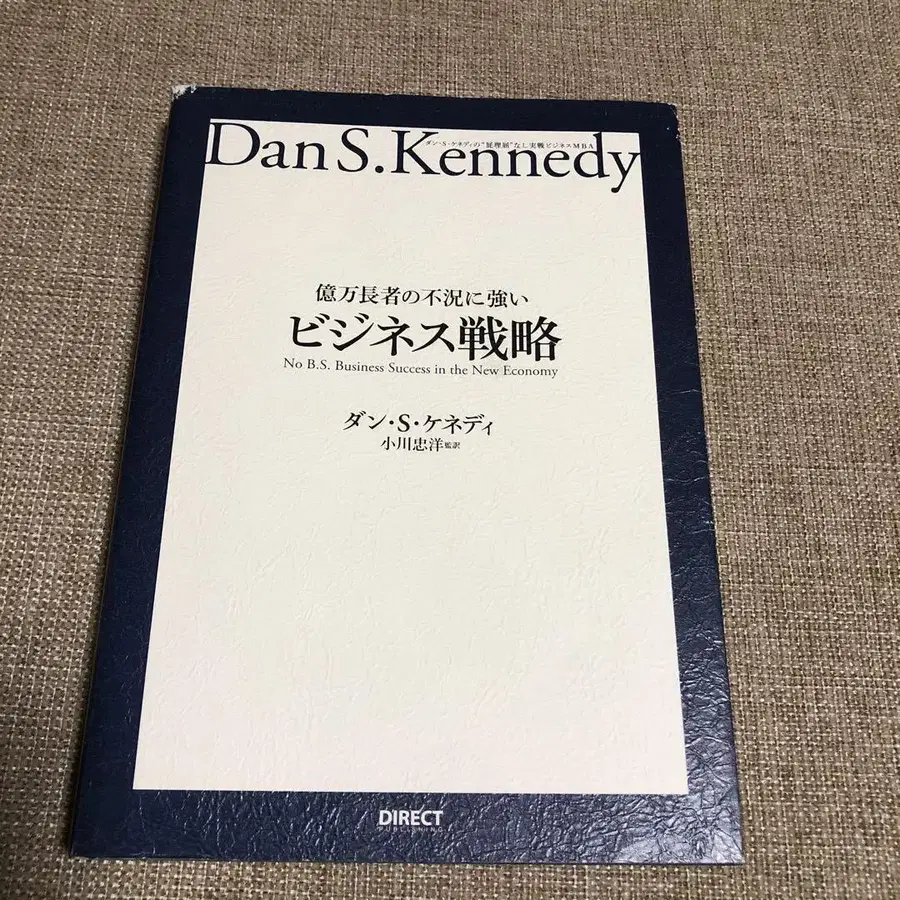 Dan S. Kennedy
ダン・S・ケネディの"屁理屈"なし実戦ビジネスMBA
億万長者の不況に強い
ビジネス戦略
No B.S. Business Success in the New Economy
ダン・S・ケネディ
小川忠洋 監訳
DIRECT
PUBLISHING